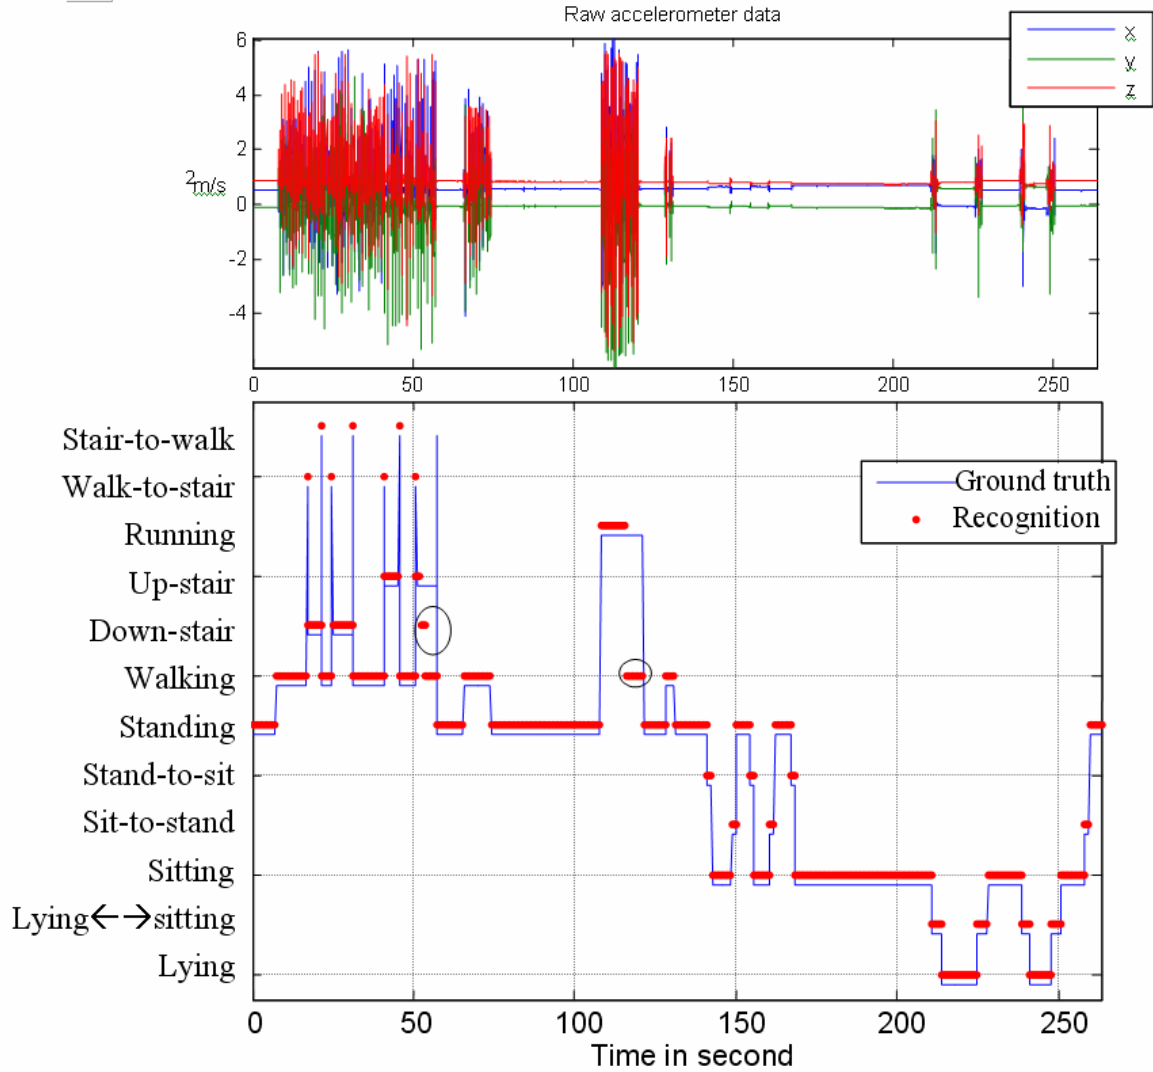 Raw accelerometer data
x
y
z
6
4
2
0
-2
-4
2m/s
0 50 100 150 200 250
Stair-to-walk
Walk-to-stair
Running
Up-stair
Down-stair
Walking
Standing
Stand-to-sit
Sit-to-stand
Sitting
Lying←→sitting
Lying
Ground truth
Recognition
0 50 100 150 200 250
Time in second